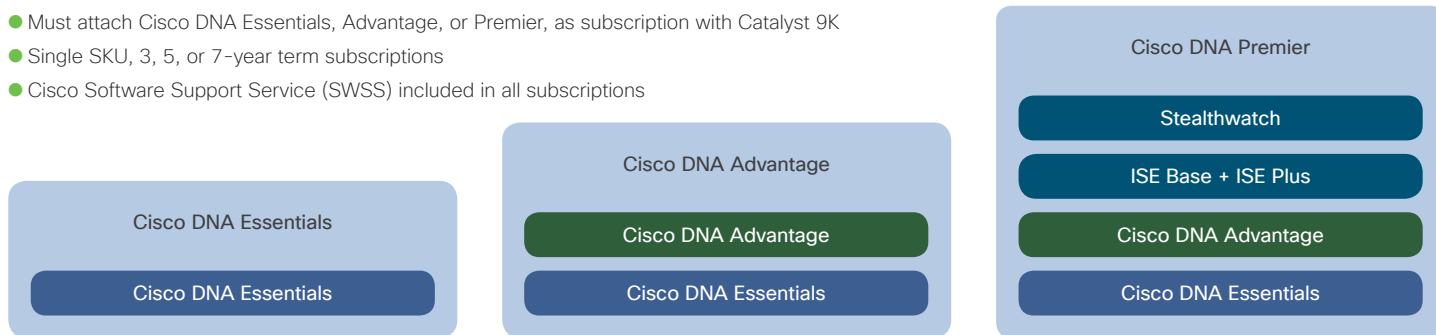 Must attach Cisco DNA Essentials, Advantage, or Premier, as subscription with Catalyst 9K
Single SKU, 3, 5, or 7-year term subscriptions
Cisco Software Support Service (SWSS) included in all subscriptions
Cisco DNA Essentials
Cisco DNA Essentials
Cisco DNA Advantage
Cisco DNA Advantage
Cisco DNA Essentials
Cisco DNA Premier
Stealthwatch
ISE Base + ISE Plus
Cisco DNA Advantage
Cisco DNA Essentials